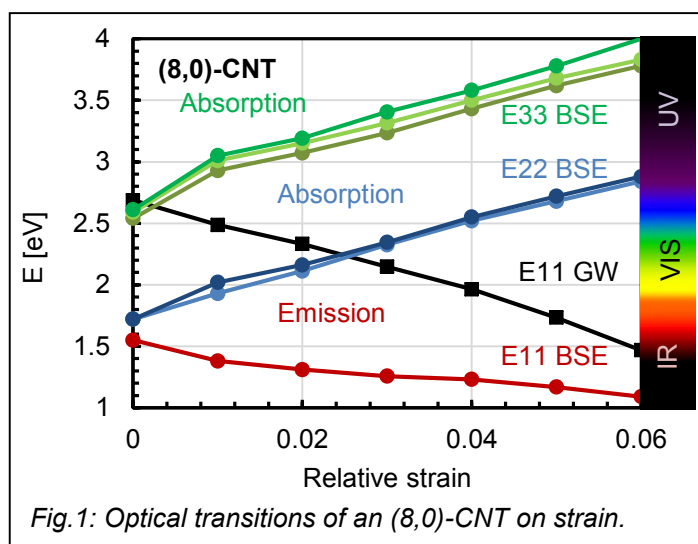 4
(8,0)-CNT
Absorption
3.5
E33 BSE
UV
3
E22 BSE
Absorption
2.5
E [eV]
E11 GW
VIS
2
Emission
1.5
E11 BSE
IR
1
0
0.02
0.04
0.06
Relative strain
Fig.1: Optical transitions of an (8,0)-CNT on strain.